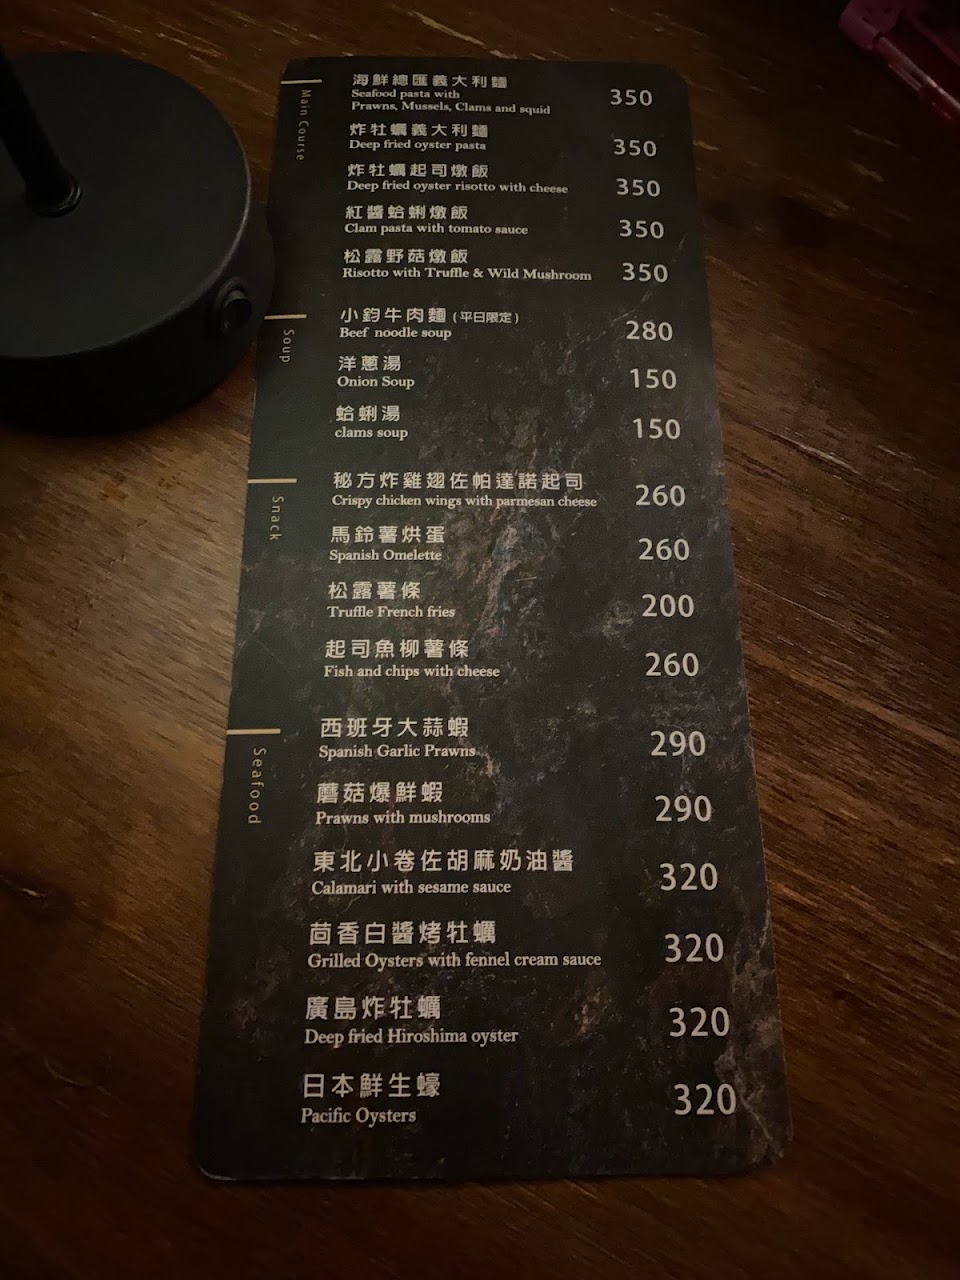 Main Course
海鮮總匯義大利麵
Seafood pasta with
Prawns, Mussels, Clams and squid
350
炸牡蠣義大利麵
Deep fried oyster pasta
350
炸牡蠣起司燉飯
Deep fried oyster risotto with cheese
350
紅醬蛤蜊燉飯
Clam pasta with tomato sauce
350
松露野菇燉飯
Risotto with Truffle & Wild Mushroom
350
Soup
小鈞牛肉麵 (平日限定)
Beef noodle soup
280
洋蔥湯
Onion Soup
150
蛤蜊湯
clams soup
150
Snack
秘方炸雞翅佐帕達諾起司
Crispy chicken wings with parmesan cheese
260
馬鈴薯烘蛋
Spanish Omelette
260
松露薯條
Truffle French fries
200
起司魚柳薯條
Fish and chips with cheese
260
Seafood
西班牙大蒜蝦
Spanish Garlic Prawns
290
蘑菇爆鮮蝦
Prawns with mushrooms
290
東北小卷佐胡麻奶油醬
Calamari with sesame sauce
320
茴香白醬烤牡蠣
Grilled Oysters with fennel cream sauce
320
廣島炸牡蠣
Deep fried Hiroshima oyster
320
日本鮮生蠔
Pacific Oysters
320